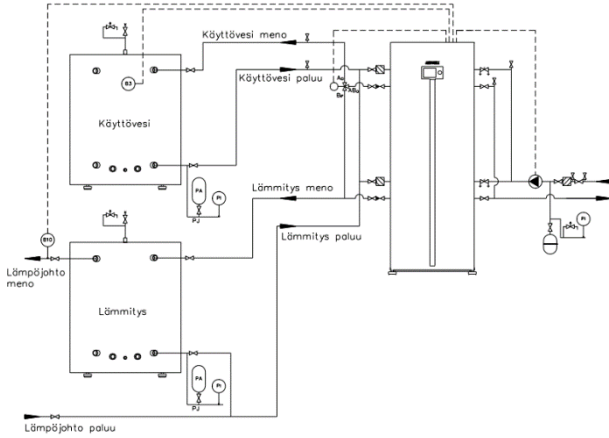 Käyttövesi meno
Käyttövesi paluu
B3
Käyttövesi
PA
PI
PJ
Lämmitys meno
Lämmitys paluu
B10
Lämpöjohto
meno
Lämmitys
PA
PI
PJ
Lämpöjohto paluu
PI